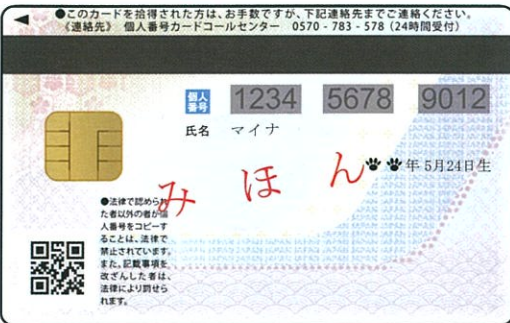 ●このカードを拾得された方は、お手数ですが、下記連絡先までご連絡ください。
《連絡先》 個人番号カードコールセンター 0570-783-578(24時間受付)
個人番号 1234 5678 9012
氏名 マイナ
年5月24日生
みほん
●法律で認められ
た者以外の者が個
人番号をコピーす
ることは、法律で
禁止されています。
また、記載事項を
改ざんした者は、
法律により罰せら
れます。